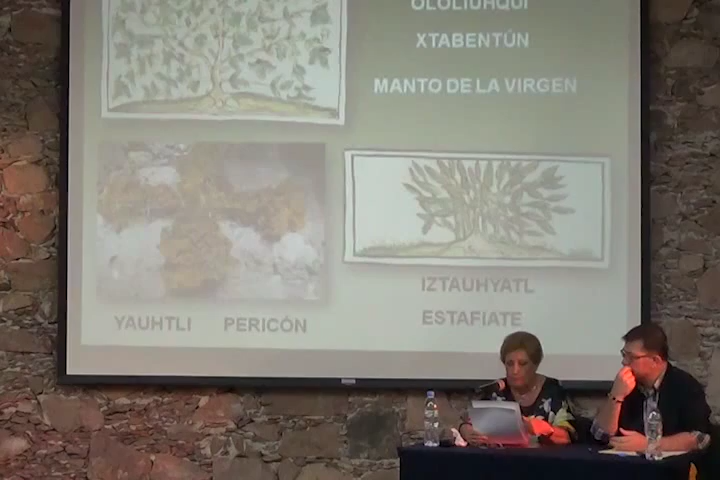 OLOLIUHQUI
XTABENTÚN
MANTO DE LA VIRGEN
YAUHTLI PERICÓN
IZTAUHYATL
ESTAFIATE